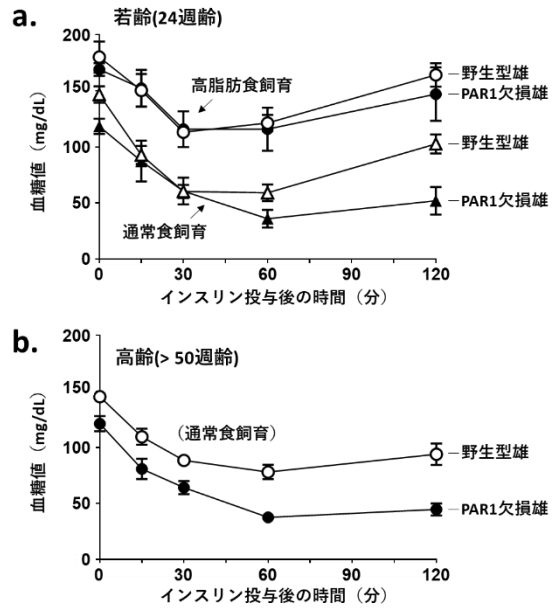 a.
若齢(24週齢)
血糖値（mg/dL）
200
150
100
50
0
高脂肪食飼育
通常食飼育
野生型雄
PAR1欠損雄
野生型雄
PAR1欠損雄
0
30
60
90
120
インスリン投与後の時間（分）
b.
高齢(> 50週齢)
血糖値（mg/dL）
200
150
100
50
0
（通常食飼育）
野生型雄
PAR1欠損雄
0
30
60
90
120
インスリン投与後の時間（分）